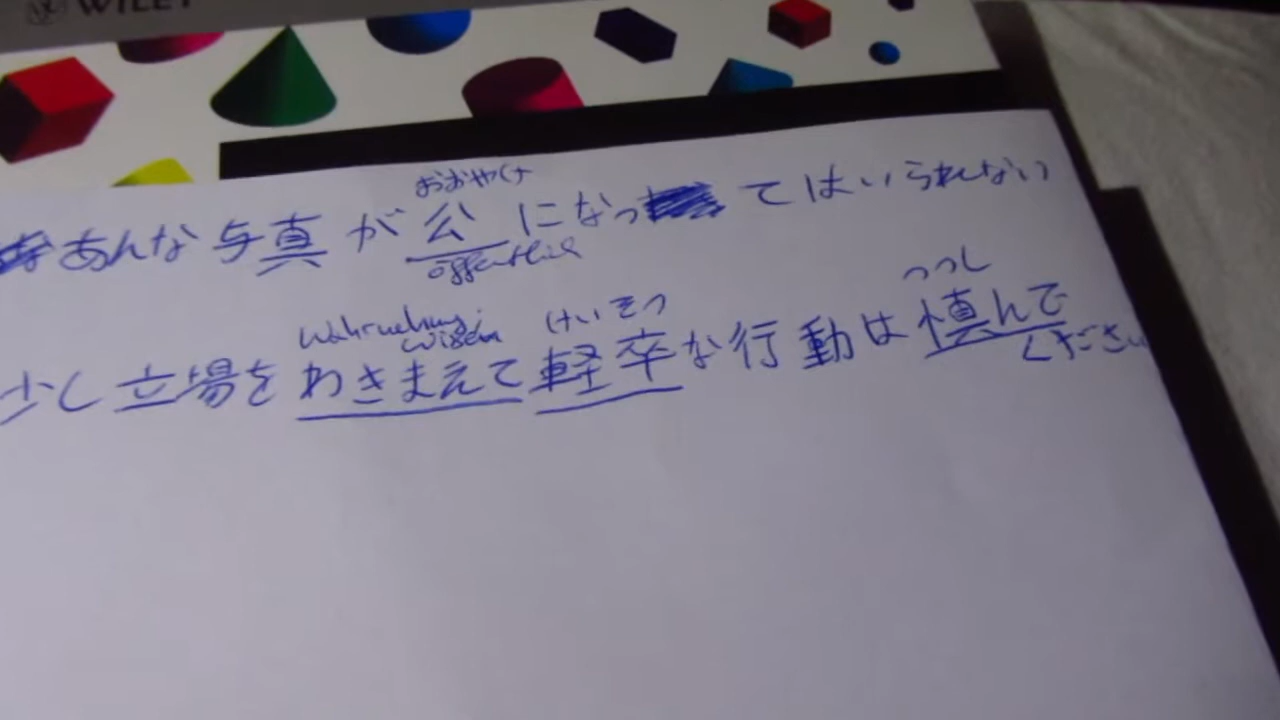 WILEY
おおやけ
あんな写真が公になってはいられない
öffentlich
つつし
Wahrnehmung: けいそつ
wissen
少し立場をわきまえて軽卒な行動は慎んで
ください